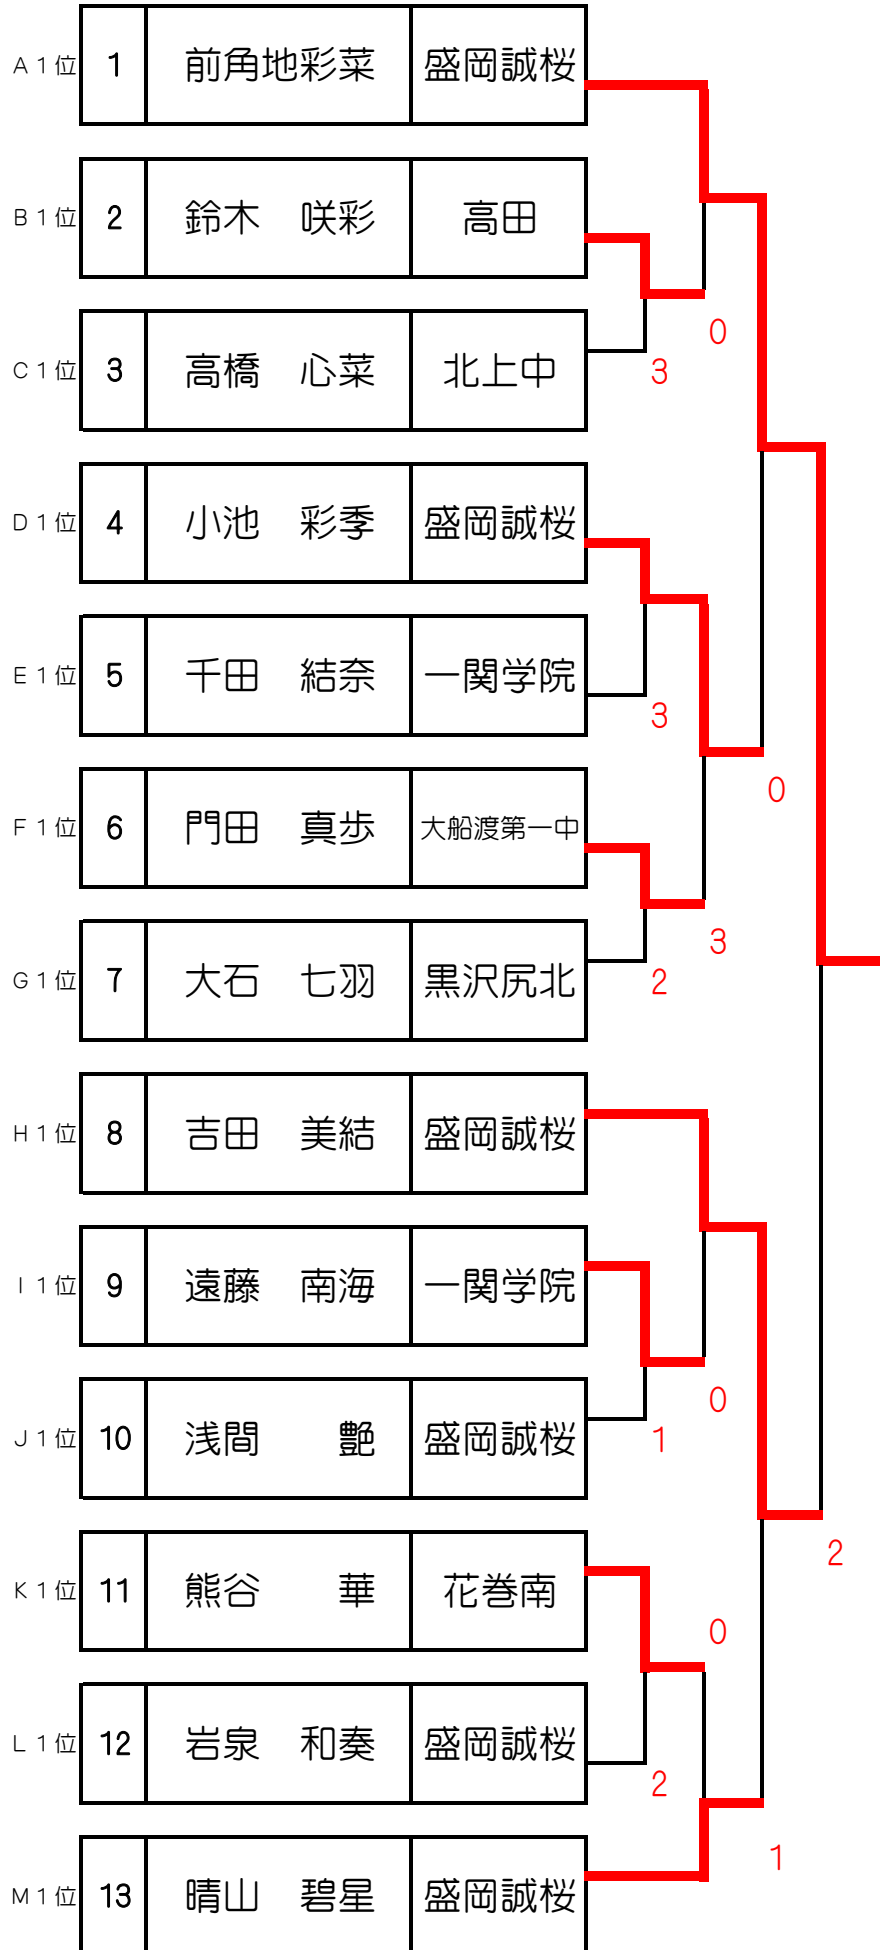 A1位 1 前角地彩菜 盛岡誠桜
B1位 2 鈴木 咲彩 高田
0
C1位 3 高橋 心菜 北上中
3
D1位 4 小池 彩季 盛岡誠桜
E1位 5 千田 結奈 一関学院
3
0
F1位 6 門田 真歩 大船渡第一中
3
G1位 7 大石 七羽 黒沢尻北
2
H1位 8 吉田 美結 盛岡誠桜
I1位 9 遠藤 南海 一関学院
0
J1位 10 浅間 艶 盛岡誠桜
1
2
K1位 11 熊谷 華 花巻南
0
L1位 12 岩泉 和奏 盛岡誠桜
2
1
M1位 13 晴山 碧星 盛岡誠桜